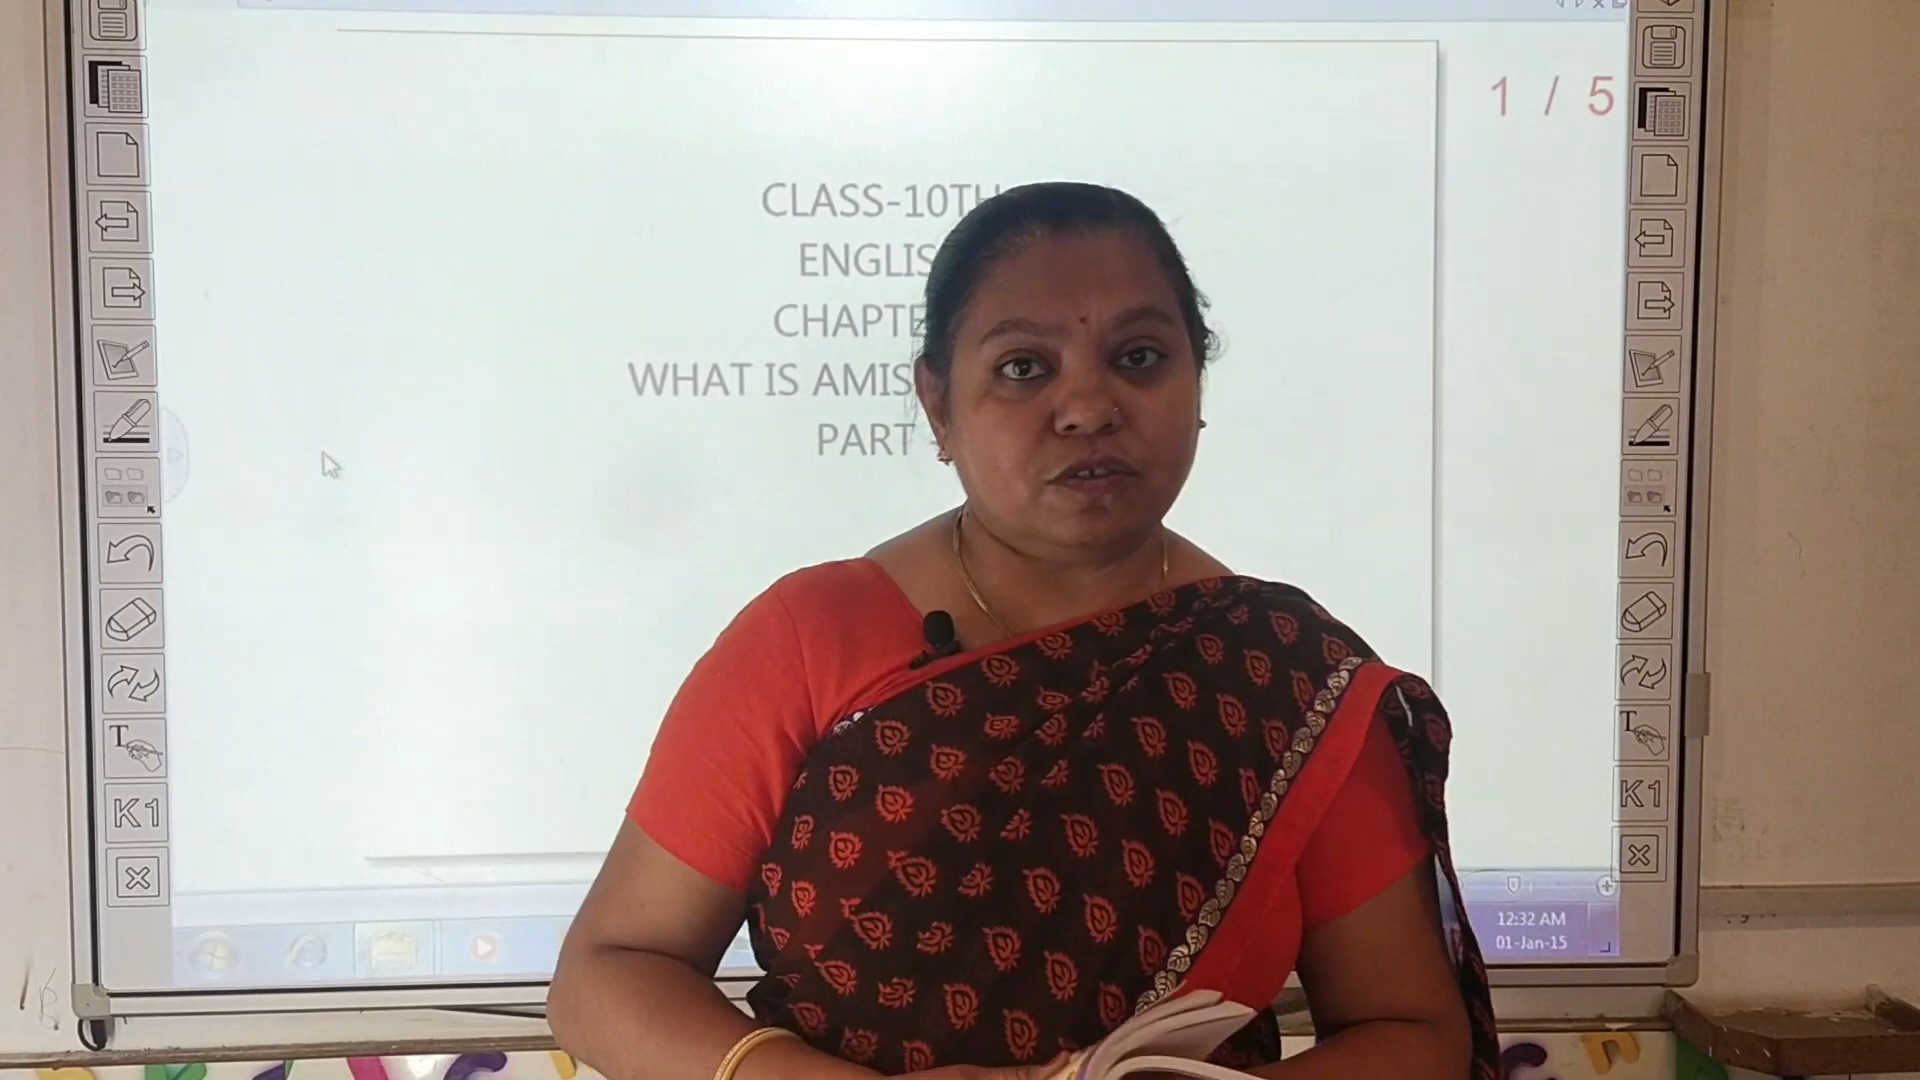 1 / 5
CLASS-10TH
ENGLIS
CHAPTE
WHAT IS AMIS
PART
T
T
K1
K1
12:32 AM
01-Jan-15